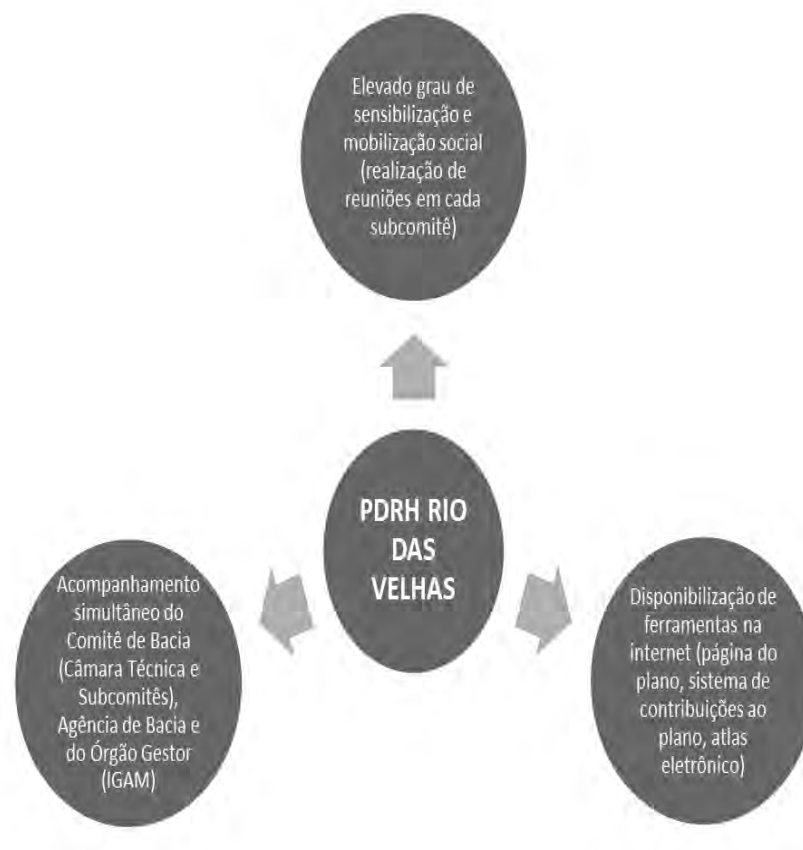 Elevado grau de
sensibilização e
mobilização social
(realização de
reuniões em cada
subcomitê)
PDRH RIO
DAS
VELHAS
Acompanhamento
simultâneo do
Comitê de Bacia
(Câmara Técnica e
Subcomitês),
Agência de Bacia e
do Órgão Gestor
(IGAM)
Disponibilização de
ferramentas na
internet (página do
plano, sistema de
contribuições ao
plano, atlas
eletrônico)